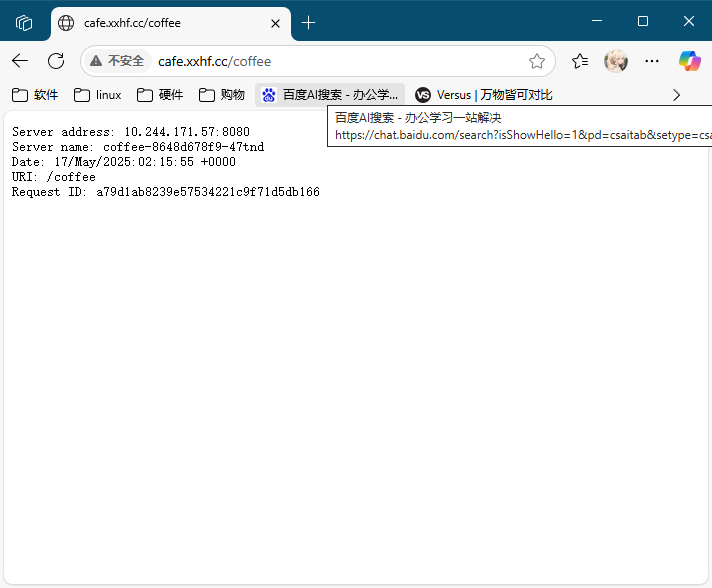 cafe.xxhf.cc/coffee
不安全 cafe.xxhf.cc/coffee
软件 linux 硬件 购物 百度AI搜索 - 办公学... Versus | 万物皆可对比
百度AI搜索 - 办公学习一站解决
https://chat.baidu.com/search?isShowHello=1&pd=csaitab&setype=csa
Server address: 10.244.171.57:8080
Server name: coffee-8648d678f9-47tnd
Date: 17/May/2025:02:15:55 +0000
URI: /coffee
Request ID: a79d1ab8239e57534221c9f71d5db166